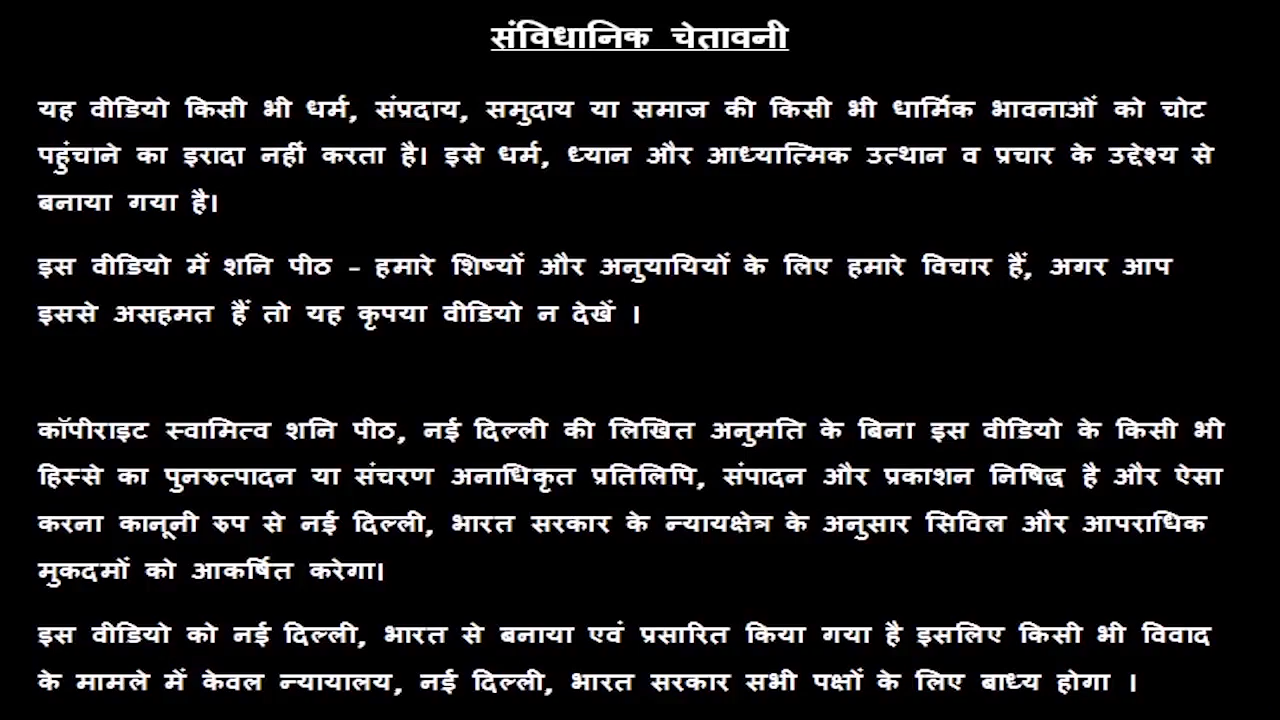 संविधानिक चेतावनी
यह वीडियो किसी भी धर्म, संप्रदाय, समुदाय या समाज की किसी भी धार्मिक भावनाओं को चोट
पहुंचाने का इरादा नहीं करता है। इसे धर्म, ध्यान और आध्यात्मिक उत्थान व प्रचार के उद्देश्य से
बनाया गया है।
इस वीडियो में शनि पीठ – हमारे शिष्यों और अनुयायियों के लिए हमारे विचार हैं, अगर आप
इससे असहमत हैं तो यह कृपया वीडियो न देखें ।
कॉपीराइट स्वामित्व शनि पीठ, नई दिल्ली की लिखित अनुमति के बिना इस वीडियो के किसी भी
हिस्से का पुनरुत्पादन या संचरण अनाधिकृत प्रतिलिपि, संपादन और प्रकाशन निषिद्ध है और ऐसा
करना कानूनी रुप से नई दिल्ली, भारत सरकार के न्यायक्षेत्र के अनुसार सिविल और आपराधिक
मुकदमों को आकर्षित करेगा।
इस वीडियो को नई दिल्ली, भारत से बनाया एवं प्रसारित किया गया है इसलिए किसी भी विवाद
के मामले में केवल न्यायालय, नई दिल्ली, भारत सरकार सभी पक्षों के लिए बाध्य होगा ।